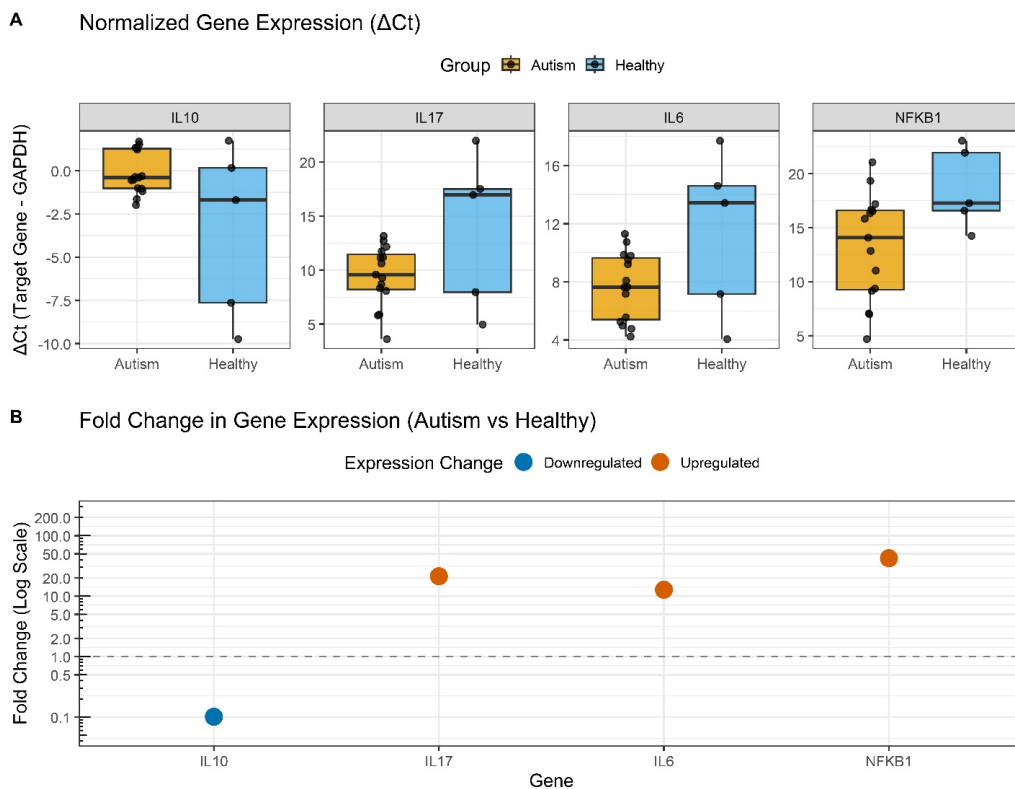 A Normalized Gene Expression (ΔCt)
Group Autism Healthy
IL10 IL17 IL6 NFKB1
ΔCt (Target Gene - GAPDH)
0.0
-2.5
-5.0
-7.5
-10.0
20
15
10
5
16
12
8
4
20
15
10
5
Autism Healthy Autism Healthy Autism Healthy Autism Healthy
B Fold Change in Gene Expression (Autism vs Healthy)
Expression Change Downregulated Upregulated
Fold Change (Log Scale)
200.0
100.0
50.0
20.0
10.0
5.0
2.0
1.0
0.5
0.1
IL10 IL17 IL6 NFKB1
Gene